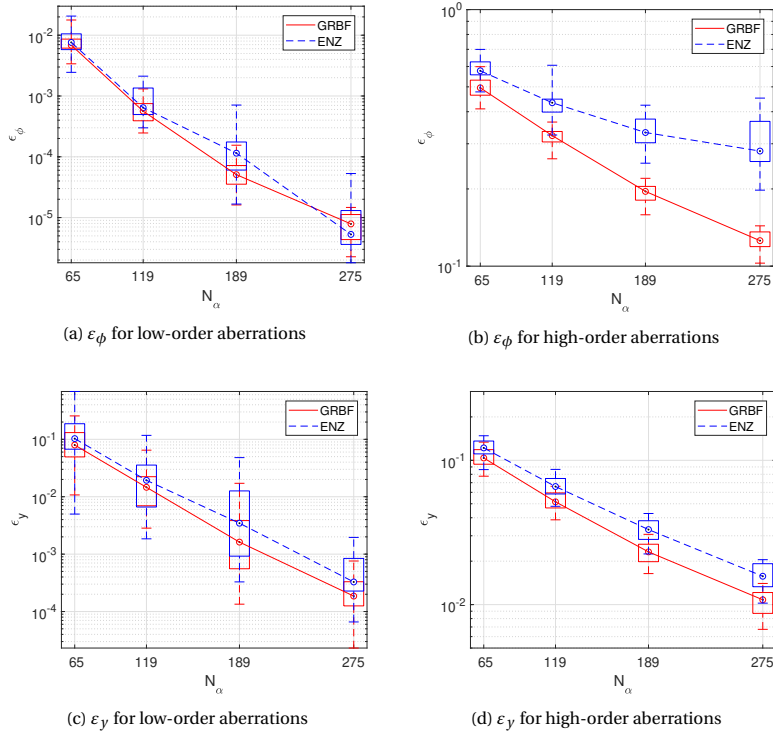 10^{-2}
10^{-3}
10^{-4}
10^{-5}
ϵ_ϕ
GRBF
ENZ
65 119 189 275
N_α
(a) ε_ϕ for low-order aberrations
10^0
10^{-1}
ϵ_ϕ
GRBF
ENZ
65 119 189 275
N_α
(b) ε_ϕ for high-order aberrations
10^{-1}
10^{-2}
10^{-3}
10^{-4}
ϵ_y
GRBF
ENZ
65 119 189 275
N_α
(c) ε_y for low-order aberrations
10^{-1}
10^{-2}
ϵ_y
GRBF
ENZ
65 119 189 275
N_α
(d) ε_y for high-order aberrations